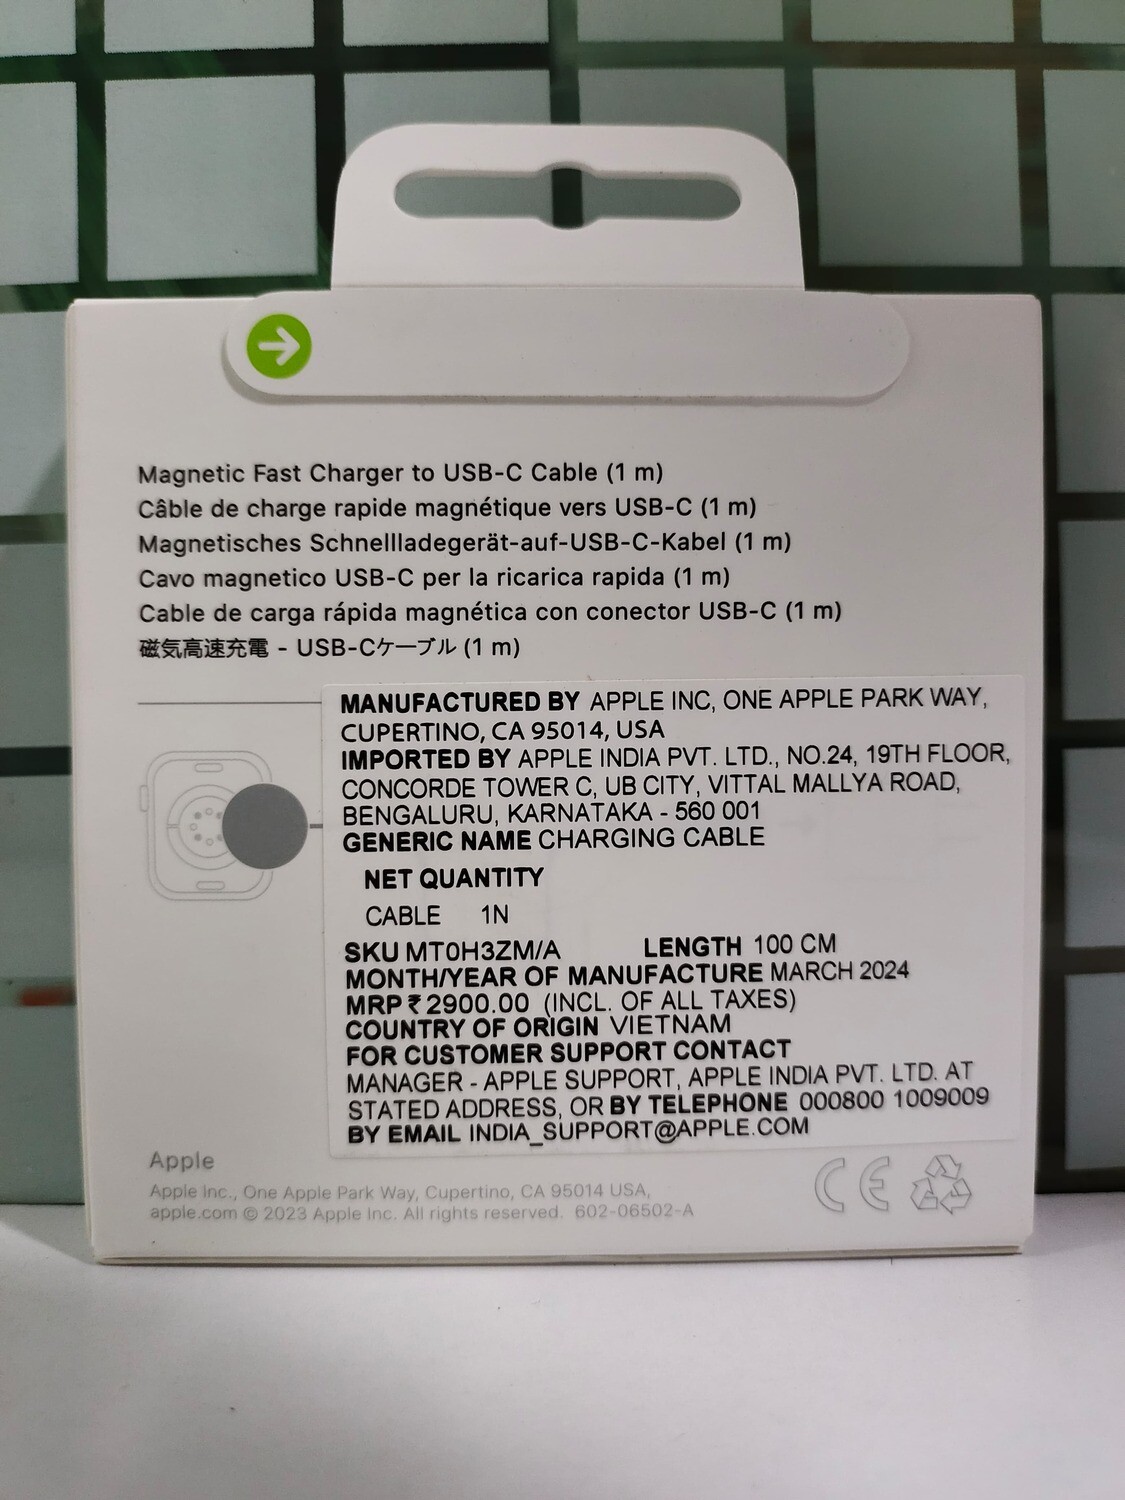 Magnetic Fast Charger to USB-C Cable (1 m)
Câble de charge rapide magnétique vers USB-C (1 m)
Magnetisches Schnellladegerät-auf-USB-C-Kabel (1 m)
Cavo magnetico USB-C per la ricarica rapida (1 m)
Cable de carga rápida magnética con conector USB-C (1 m)
磁気高速充電 - USB-Cケーブル (1 m)
MANUFACTURED BY APPLE INC, ONE APPLE PARK WAY,
CUPERTINO, CA 95014, USA
IMPORTED BY APPLE INDIA PVT. LTD., NO.24, 19TH FLOOR,
CONCORDE TOWER C, UB CITY, VITTAL MALLYA ROAD,
BENGALURU, KARNATAKA - 560 001
GENERIC NAME CHARGING CABLE
NET QUANTITY
CABLE 1N
SKU MT0H3ZM/A LENGTH 100 CM
MONTH/YEAR OF MANUFACTURE MARCH 2024
MRP ₹ 2900.00 (INCL. OF ALL TAXES)
COUNTRY OF ORIGIN VIETNAM
FOR CUSTOMER SUPPORT CONTACT
MANAGER - APPLE SUPPORT, APPLE INDIA PVT. LTD. AT
STATED ADDRESS, OR BY TELEPHONE 000800 1009009
BY EMAIL INDIA_SUPPORT@APPLE.COM
Apple
Apple Inc., One Apple Park Way, Cupertino, CA 95014 USA,
apple.com © 2023 Apple Inc. All rights reserved. 602-06502-A
CE